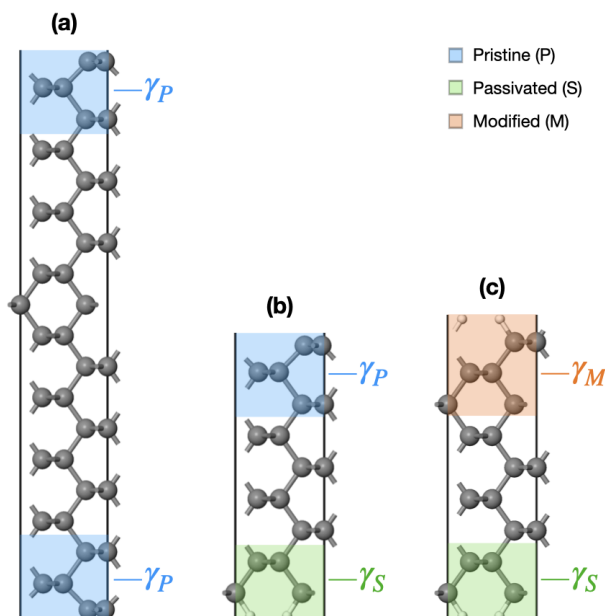 (a)
γP
γP
Pristine (P)
Passivated (S)
Modified (M)
(b)
γP
γS
(c)
γM
γS